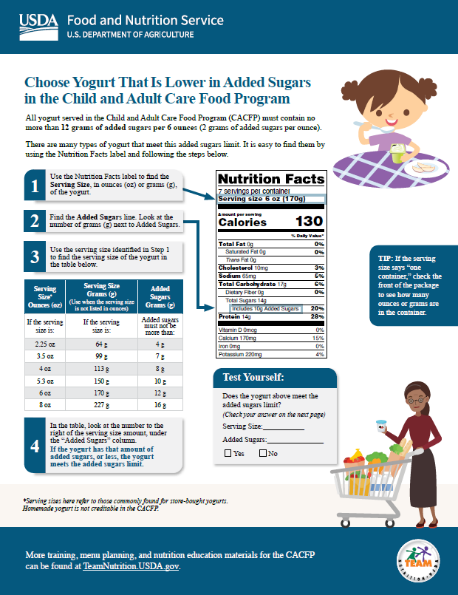 USDA Food and Nutrition Service
U.S. DEPARTMENT OF AGRICULTURE
Choose Yogurt That Is Lower in Added Sugars
in the Child and Adult Care Food Program
All yogurt served in the Child and Adult Care Food Program (CACFP) must contain no
more than 12 grams of added sugars per 6 ounces (2 grams of added sugars per ounce).
There are many types of yogurt that meet this added sugars limit. It is easy to find them by
using the Nutrition Facts label and following the steps below.
1
Use the Nutrition Facts label to find the
Serving Size, in ounces (oz) or grams (g),
of the yogurt.
2
Find the Added Sugars line. Look at the
number of grams (g) next to Added Sugars.
3
Use the serving size identified in Step 1
to find the serving size of the yogurt in
the table below.
Serving Size* Ounces (oz) Serving Size Grams (g) (Use when the serving size is not listed in ounces) Added Sugars Grams (g)
If the serving size is: If the serving size is: Added sugars must not be more than:
2.25 oz 64 g 4 g
3.5 oz 99 g 7 g
4 oz 113 g 8 g
5.3 oz 150 g 10 g
6 oz 170 g 12 g
8 oz 227 g 16 g
4
In the table, look at the number to the
right of the serving size amount, under
the “Added Sugars” column.
If the yogurt has that amount of
added sugars, or less, the yogurt
meets the added sugars limit.
Nutrition Facts
7 servings per container
Serving size 6 oz (170g)
Amount per serving
Calories 130
% Daily Value*
Total Fat 0g 0%
Saturated Fat 0g 0%
Trans Fat 0g
Cholesterol 10mg 3%
Sodium 65mg
Total Carbohydrate 17g 6%
Dietary Fiber 0g 0%
Total Sugars 14g
Includes 10g Added Sugars 20%
Protein 14g 28%
Vitamin D 0mcg 0%
Calcium 170mg 15%
Iron 0mg 0%
Potassium 220mg 4%
TIP: If the serving
size says “one
container,” check the
front of the package
to see how many
ounces or grams are
in the container.
Test Yourself:
Does the yogurt above meet the
added sugars limit?
(Check your answer on the next page)
Serving Size:
Added Sugars:
Yes No
*Serving sizes here refer to those commonly found for store-bought yogurts.
Homemade yogurt is not creditable in the CACFP.
More training, menu planning, and nutrition education materials for the CACFP
can be found at TeamNutrition.USDA.gov.
TEAM